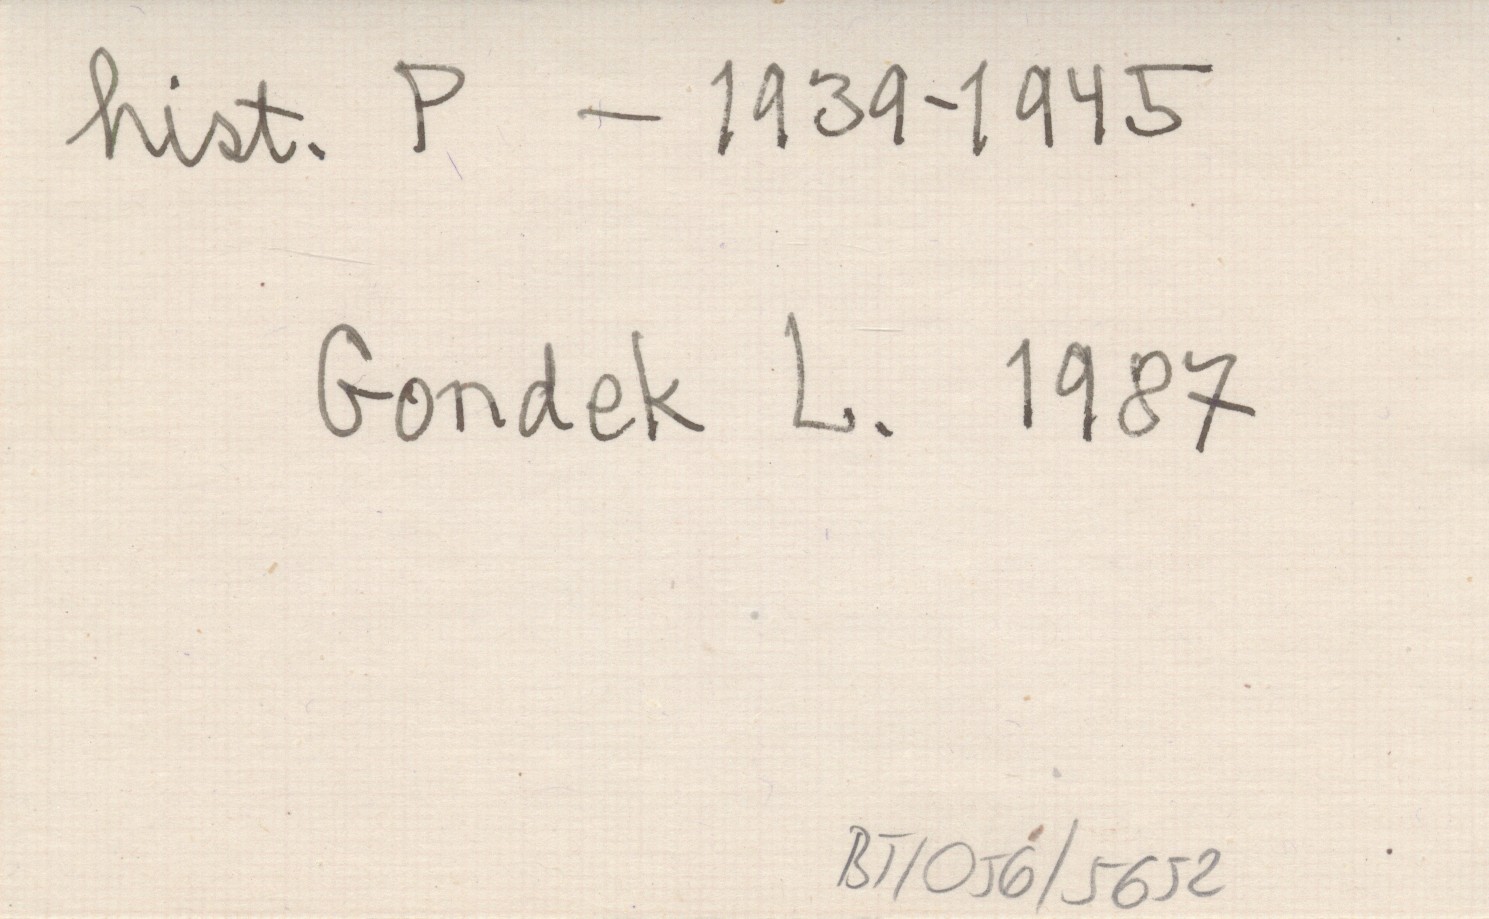 hist. P - 1939-1945
Gondek L. 1987
BT/056/5652